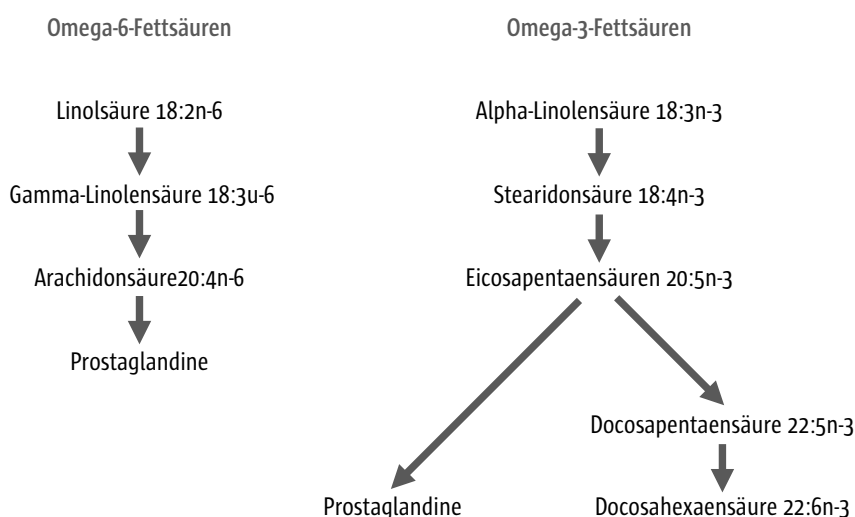 Omega-6-Fettsäuren
Omega-3-Fettsäuren
Linolsäure 18:2n-6
Alpha-Linolensäure 18:3n-3
Gamma-Linolensäure 18:3u-6
Stearidonsäure 18:4n-3
Arachidonsäure20:4n-6
Eicosapentaensäuren 20:5n-3
Prostaglandine
Docosapentaensäure 22:5n-3
Prostaglandine
Docosahexaensäure 22:6n-3